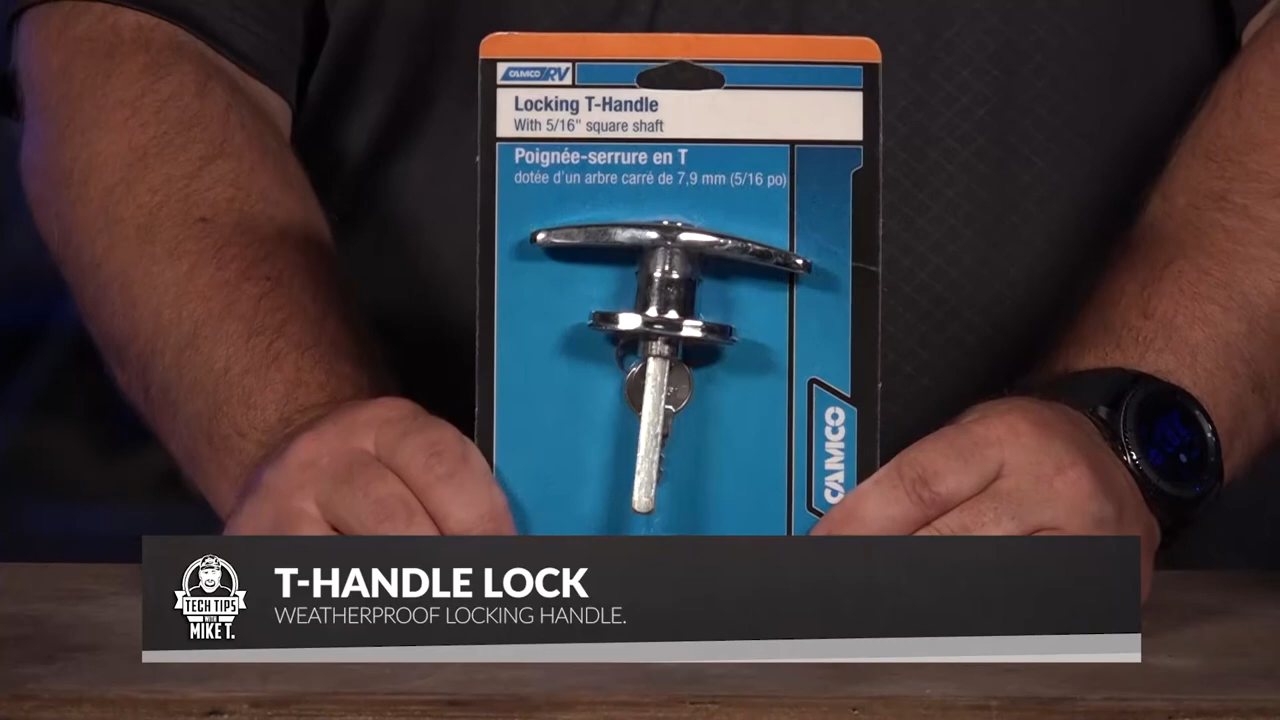 CAMCO RV
Locking T-Handle
With 5/16" square shaft
Poignée-serrure en T
dotée d'un arbre carré de 7,9 mm (5/16 po)
CAMCO
T-HANDLE LOCK
WEATHERPROOF LOCKING HANDLE.
TECH TIPS
WITH
MIKE T.